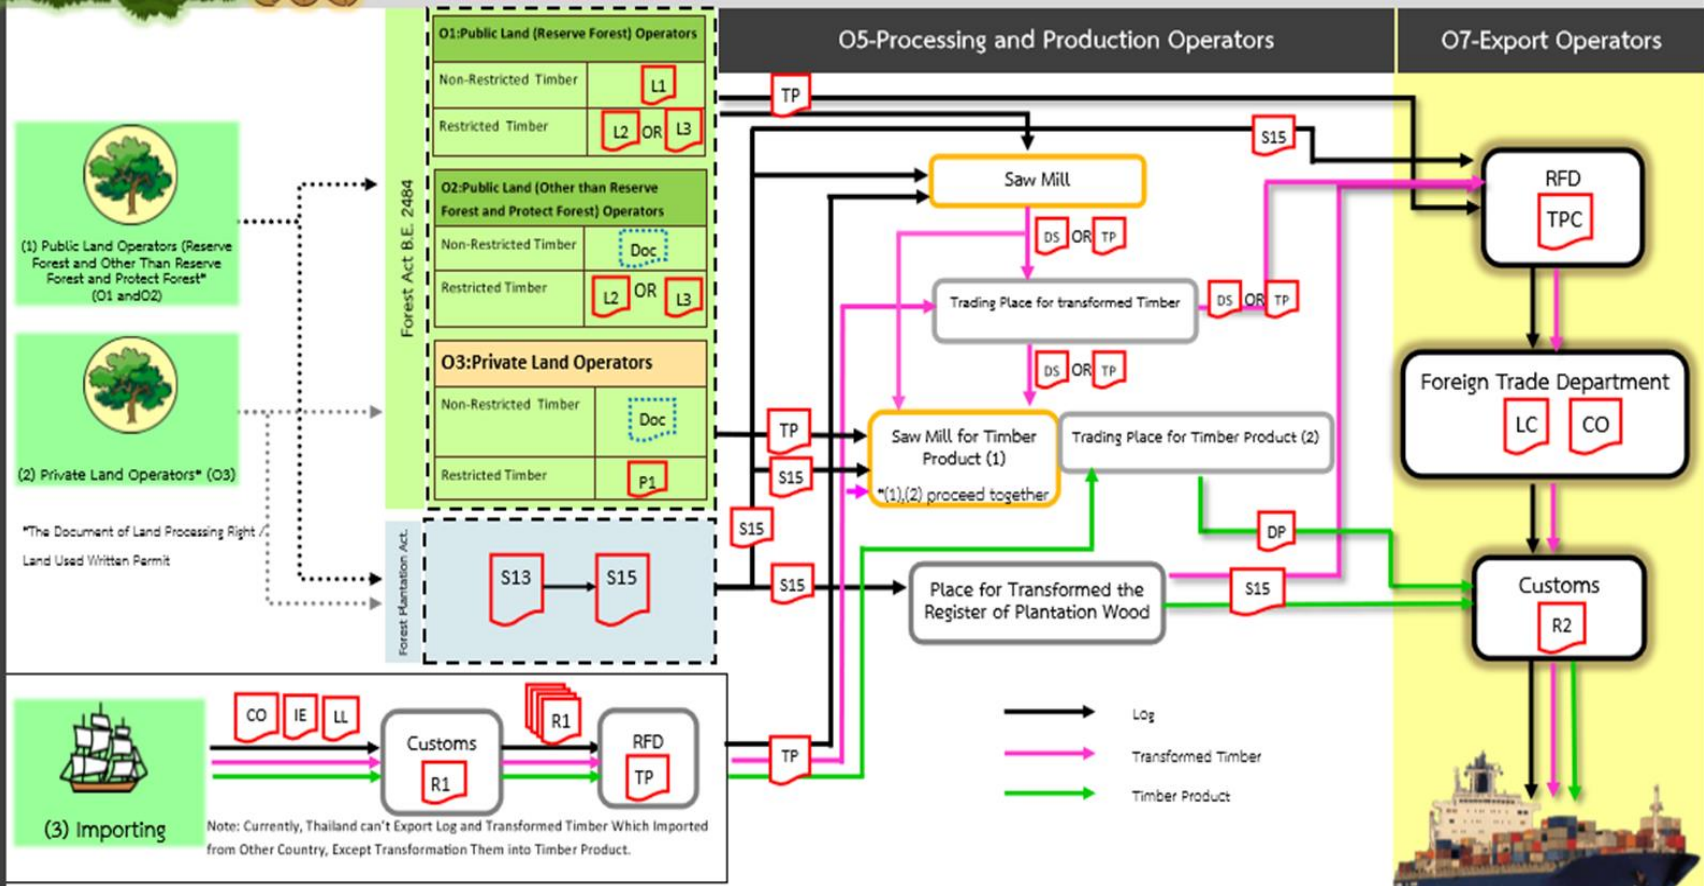 O5-Processing and Production Operators
O7-Export Operators
O1:Public Land (Reserve Forest) Operators
Non-Restricted Timber
L1
Restricted Timber
L2 OR L3
O2:Public Land (Other than Reserve
Forest and Protect Forest) Operators
Non-Restricted Timber
Doc
Restricted Timber
L2 OR L3
O3:Private Land Operators
Non-Restricted Timber
Doc
Restricted Timber
P1
Forest Act B.E. 2484
Forest Plantation Act.
S13
S15
(1) Public Land Operators (Reserve
Forest and Other Than Reserve
Forest and Protect Forest*
(O1 andO2)
(2) Private Land Operators* (O3)
*The Document of Land Processing Right /
Land Used Written Permit
TP
S15
Saw Mill
DS OR TP
Trading Place for transformed Timber
DS OR TP
DS OR TP
TP
S15
S15
S15
Saw Mill for Timber
Product (1)
*(1),(2) proceed together
Trading Place for Timber Product (2)
DP
Place for Transformed the
Register of Plantation Wood
S15
RFD
TPC
Foreign Trade Department
LC
CO
Customs
R2
(3) Importing
CO
IE
LL
Customs
R1
R1
RFD
TP
TP
Note: Currently, Thailand can't Export Log and Transformed Timber Which Imported
from Other Country, Except Transformation Them into Timber Product.
Log
Transformed Timber
Timber Product